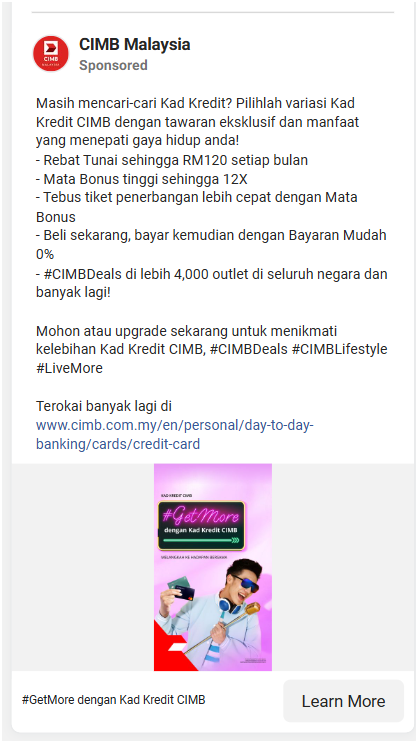 CIMB Malaysia
CIMB
MALAYSIA
Sponsored
Masih mencari-cari Kad Kredit? Pilihlah variasi Kad
Kredit CIMB dengan tawaran eksklusif dan manfaat
yang menepati gaya hidup anda!
- Rebat Tunai sehingga RM120 setiap bulan
- Mata Bonus tinggi sehingga 12X
- Tebus tiket penerbangan lebih cepat dengan Mata
Bonus
- Beli sekarang, bayar kemudian dengan Bayaran Mudah
0%
- #CIMBDeals di lebih 4,000 outlet di seluruh negara dan
banyak lagi!
Mohon atau upgrade sekarang untuk menikmati
kelebihan Kad Kredit CIMB, #CIMBDeals #CIMBLifestyle
#LiveMore
Terokai banyak lagi di
www.cimb.com.my/en/personal/day-to-day-
banking/cards/credit-card
KAD KREDIT CIMB
#GetMore
dengan Kad Kredit CIMB
#GetMore dengan Kad Kredit CIMB
Learn More